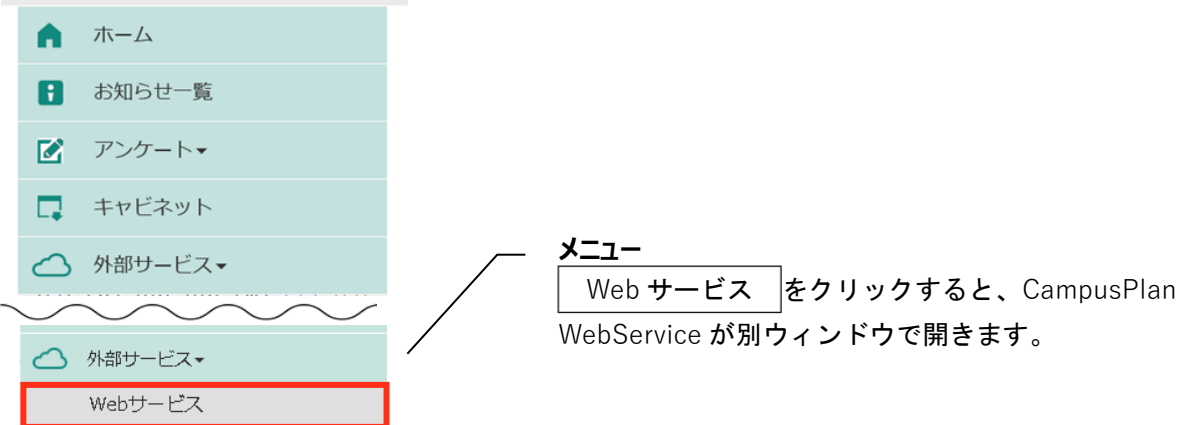 ホーム
お知らせ一覧
アンケート▾
キャビネット
外部サービス▾
外部サービス▾
Webサービス
メニュー
Web サービス をクリックすると、CampusPlan
WebService が別ウィンドウで開きます。